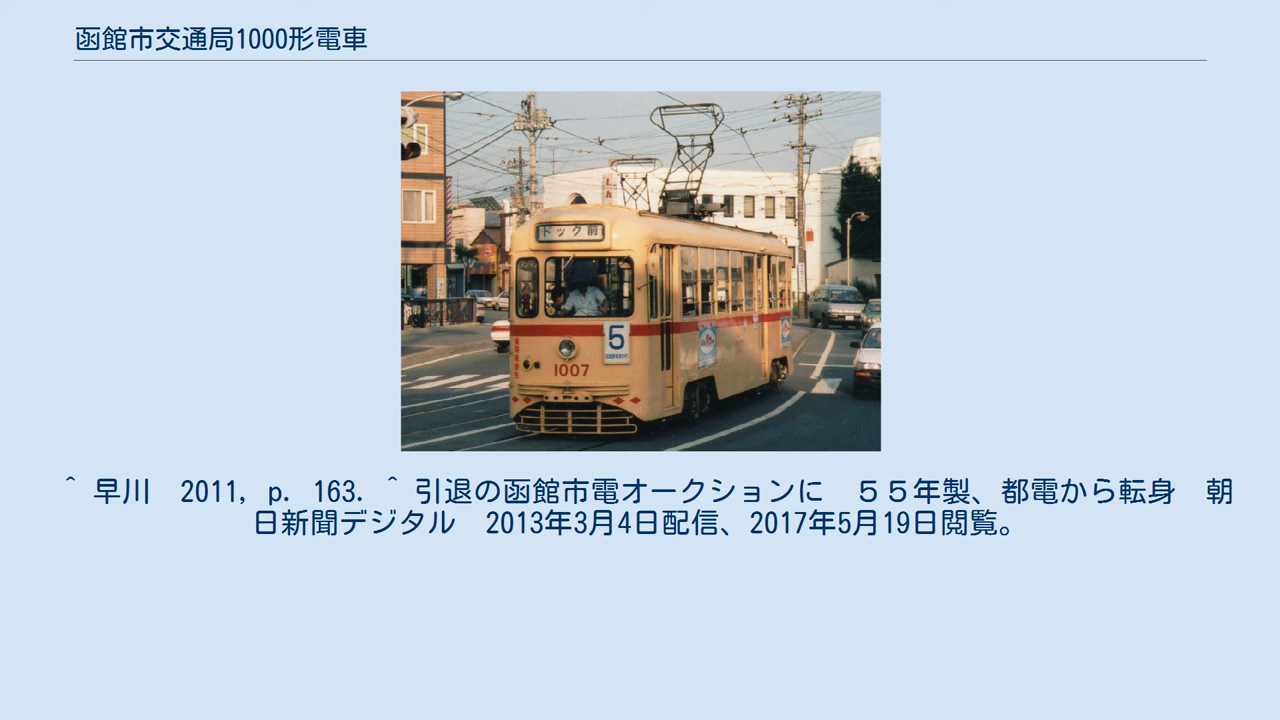 函館市交通局1000形電車
ドック前
5
1007
^ 早川　2011, p. 163. ^ 引退の函館市電オークションに　５５年製、都電から転身　朝
日新聞デジタル　2013年3月4日配信、2017年5月19日閲覧。